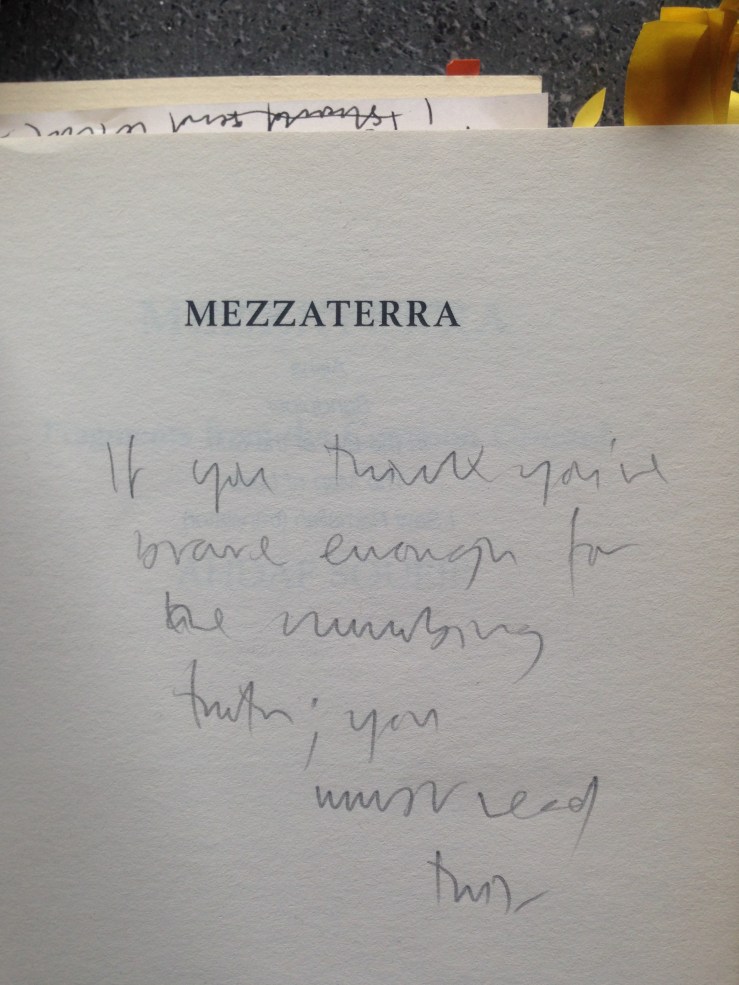 MEZZATERRA
If you think you're
brave enough for
the numbing
truth; you
must read
this